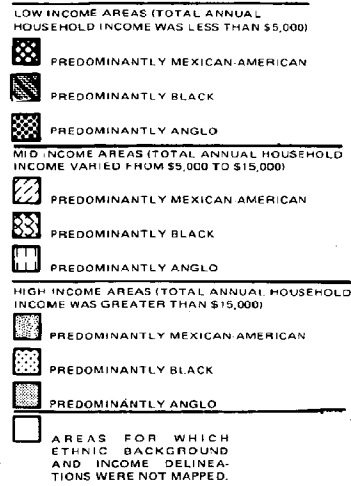 LOW INCOME AREAS (TOTAL ANNUAL
HOUSEHOLD INCOME WAS LESS THAN $5,000)
PREDOMINANTLY MEXICAN-AMERICAN
PREDOMINANTLY BLACK
PREDOMINANTLY ANGLO
MID INCOME AREAS (TOTAL ANNUAL HOUSEHOLD
INCOME VARIED FROM $5,000 TO $15,000)
PREDOMINANTLY MEXICAN-AMERICAN
PREDOMINANTLY BLACK
PREDOMINANTLY ANGLO
HIGH INCOME AREAS (TOTAL ANNUAL HOUSEHOLD
INCOME WAS GREATER THAN $15,000)
PREDOMINANTLY MEXICAN-AMERICAN
PREDOMINANTLY BLACK
PREDOMINANTLY ANGLO
AREAS FOR WHICH
ETHNIC BACKGROUND
AND INCOME DELINEA-
TIONS WERE NOT MAPPED.